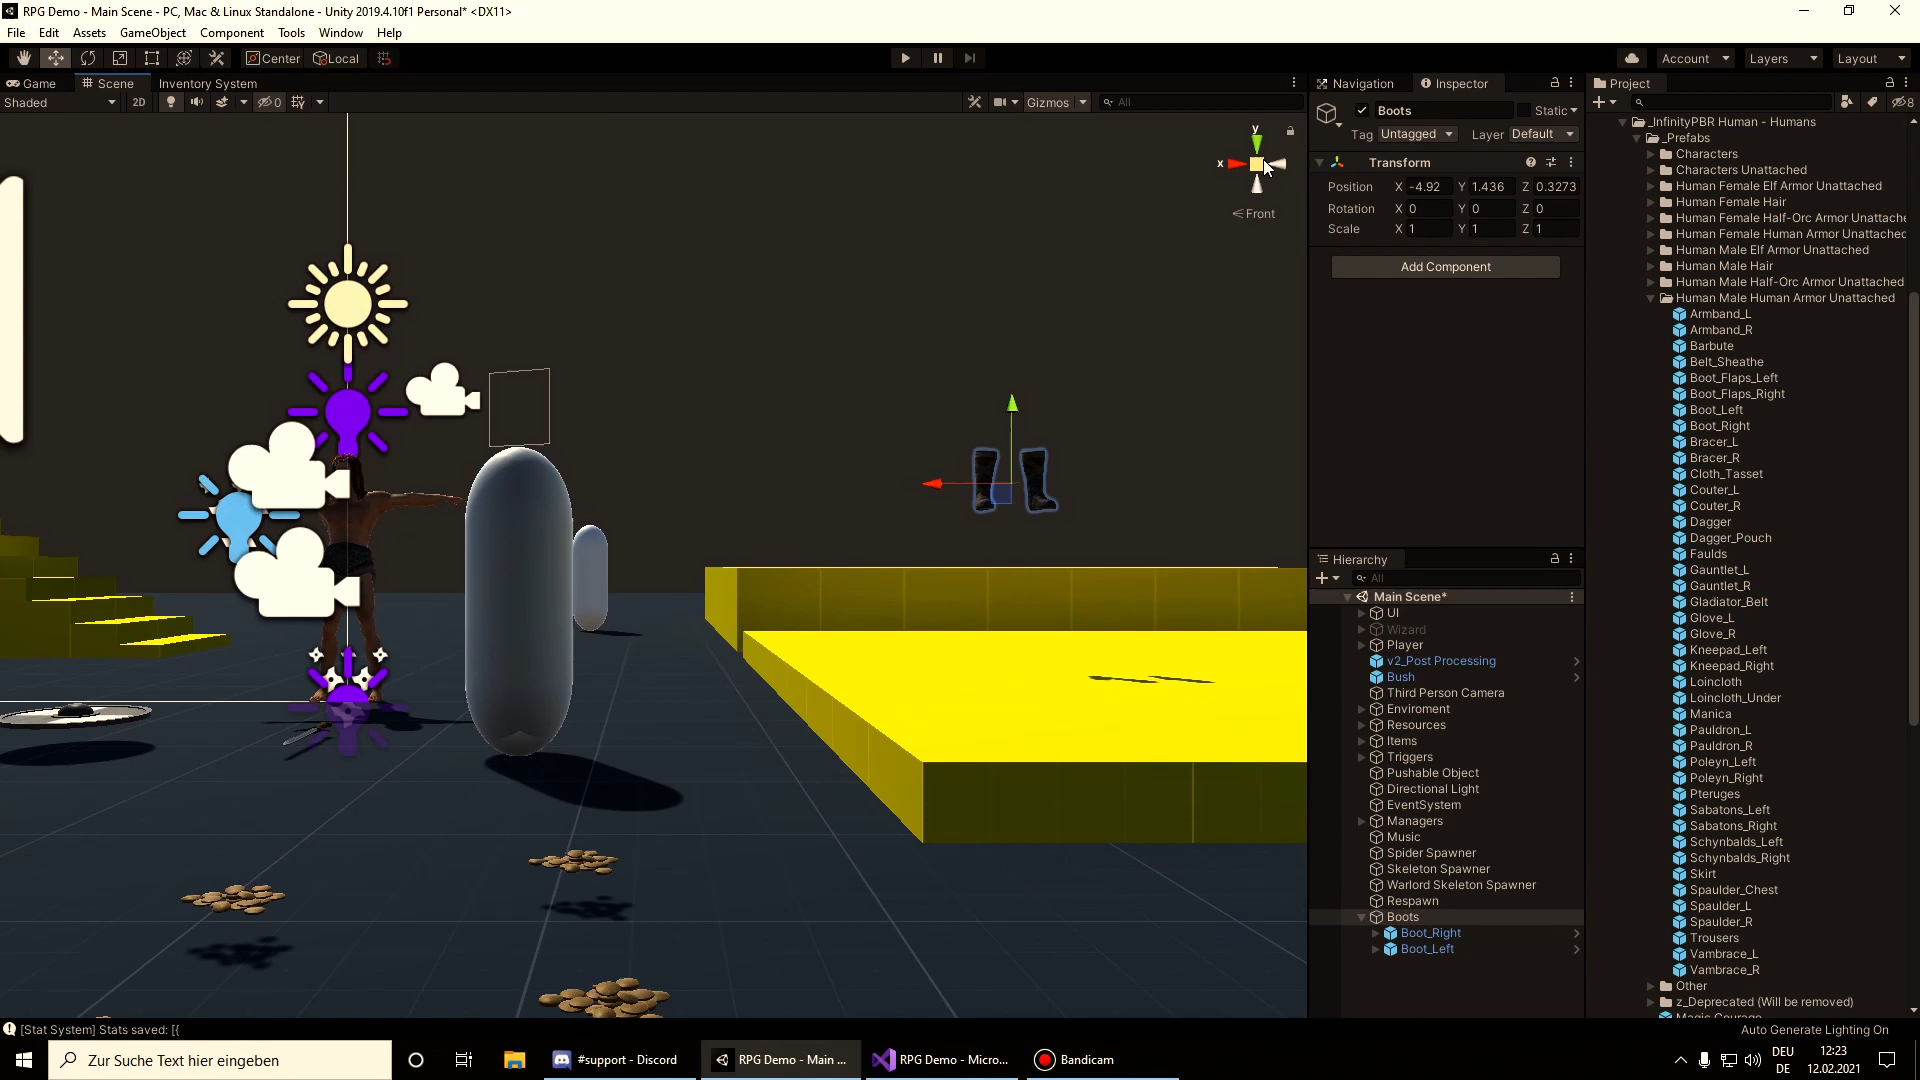 RPG Demo - Main Scene - PC, Mac & Linux Standalone - Unity 2019.4.10f1 Personal* <DX11>
File Edit Assets GameObject Component Tools Window Help
Center Local Account Layers Layout
Game Scene Inventory System
Shaded 2D 0 Gizmos All
y
x
Front
Navigation Inspector
Boots Static
Tag Untagged Layer Default
Transform
Position X -4.92 Y 1.436 Z 0.3273
Rotation X 0 Y 0 Z 0
Scale X 1 Y 1 Z 1
Add Component
Hierarchy
All
Main Scene*
UI
Wizard
Player
v2_Post Processing
Bush
Third Person Camera
Enviroment
Resources
Items
Triggers
Pushable Object
Directional Light
EventSystem
Managers
Music
Spider Spawner
Skeleton Spawner
Warlord Skeleton Spawner
Respawn
Boots
Boot_Right
Boot_Left
Project
8
_InfinityPBR Human - Humans
_Prefabs
Characters
Characters Unattached
Human Female Elf Armor Unattached
Human Female Hair
Human Female Half-Orc Armor Unattache
Human Female Human Armor Unattached
Human Male Elf Armor Unattached
Human Male Hair
Human Male Half-Orc Armor Unattached
Human Male Human Armor Unattached
Armband_L
Armband_R
Barbute
Belt_Sheathe
Boot_Flaps_Left
Boot_Flaps_Right
Boot_Left
Boot_Right
Bracer_L
Bracer_R
Cloth_Tasset
Couter_L
Couter_R
Dagger
Dagger_Pouch
Faulds
Gauntlet_L
Gauntlet_R
Gladiator_Belt
Glove_L
Glove_R
Kneepad_Left
Kneepad_Right
Loincloth
Loincloth_Under
Manica
Pauldron_L
Pauldron_R
Poleyn_Left
Poleyn_Right
Pteruges
Sabatons_Left
Sabatons_Right
Schynbalds_Left
Schynbalds_Right
Skirt
Spaulder_Chest
Spaulder_L
Spaulder_R
Trousers
Vambrace_L
Vambrace_R
Other
z_Deprecated (Will be removed)
Magic Courage
[Stat System] Stats saved: [{
Auto Generate Lighting On
Zur Suche Text hier eingeben
#support - Discord
RPG Demo - Main ...
RPG Demo - Micro...
Bandicam
DEU
DE
12:23
12.02.2021